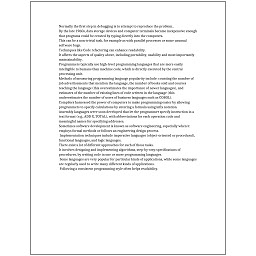 Normally the first step in debugging is to attempt to reproduce the problem.
By the late 1960s, data storage devices and computer terminals became inexpensive enough
that programs could be created by typing directly into the computers.
This can be a non-trivial task, for example as with parallel processes or some unusual
software bugs.
Techniques like Code refactoring can enhance readability.
It affects the aspects of quality above, including portability, usability and most importantly
maintainability.
Programs is typically use high-level programming languages that are more easily
intelligible to humans than machine code, which is directly executed by the central
processing unit.
Methods of measuring programming language popularity include: counting the number of
job advertisements that mention the language, the number of books sold and courses
teaching the language (this overestimates the importance of newer languages), and
estimates of the number of existing lines of code written in the language (this
underestimates the number of users of business languages such as COBOL).
Compilers harnessed the power of computers to make programming easier by allowing
programmers to specify calculations by entering a formula using infix notation.
Assembly languages were soon developed that let the programmer specify instruction in a
text format (e.g., ADD X, TOTAL), with abbreviations for each operation code and
meaningful names for specifying addresses.
Sometimes software development is known as software engineering, especially when it
employs formal methods or follows an engineering design process.
Implementation techniques include imperative languages (object-oriented or procedural),
functional languages, and logic languages.
There exist a lot of different approaches for each of those tasks.
It involves designing and implementing algorithms, step-by-step specifications of
procedures, by writing code in one or more programming languages.
Some languages are very popular for particular kinds of applications, while some languages
are regularly used to write many different kinds of applications.
Following a consistent programming style often helps readability.